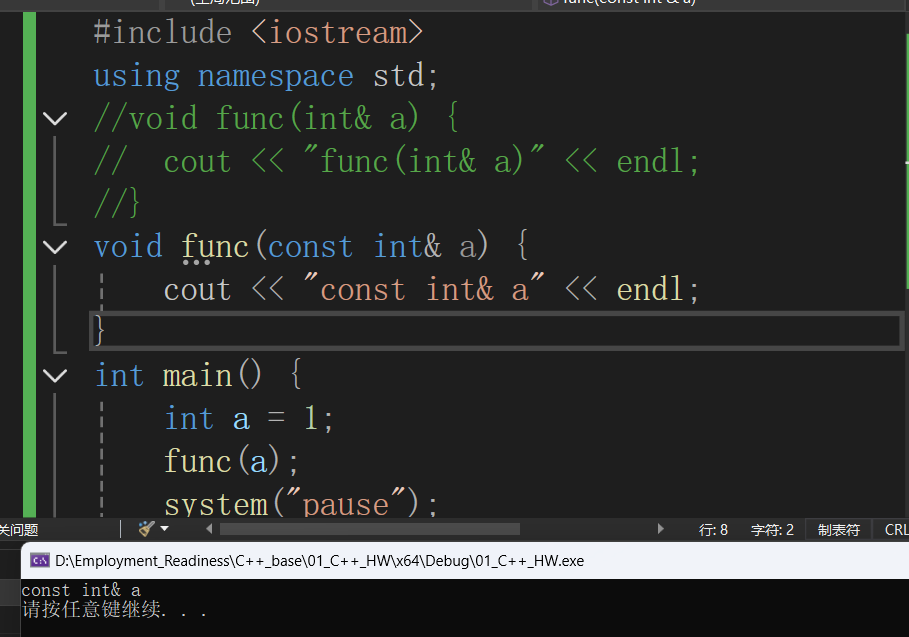 (全局范围) func(const int & a)
#include <iostream>
using namespace std;
//void func(int& a) {
//  cout << "func(int& a)" << endl;
//}
void func(const int& a) {
    cout << "const int& a" << endl;
}
int main() {
    int a = 1;
    func(a);
    system("pause");
关问题 行: 8 字符: 2 制表符 CRL
D:\Employment_Readiness\C++_base\01_C++_HW\x64\Debug\01_C++_HW.exe
const int& a
请按任意键继续. . .